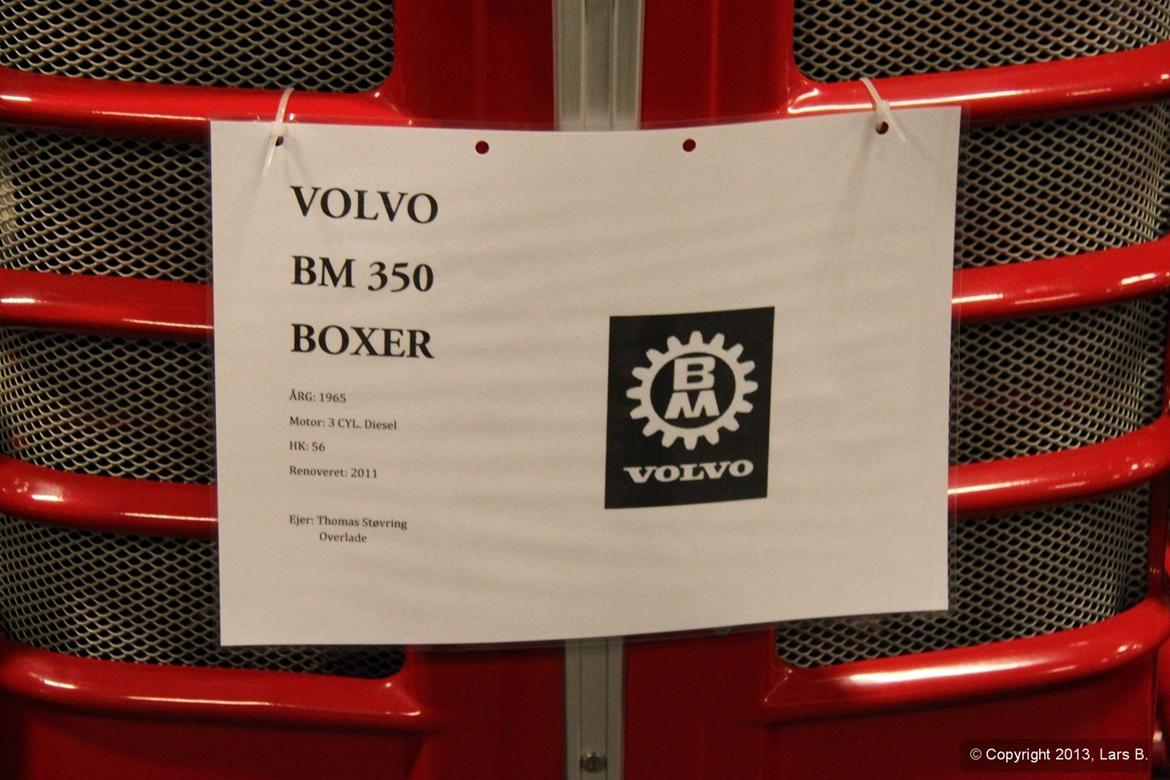 VOLVO
BM 350
BOXER
ÅRG: 1965
Motor: 3 CYL. Diesel
HK: 56
Renoveret: 2011
Ejer: Thomas Støvring
Overlade
B
M
VOLVO
© Copyright 2013, Lars B.